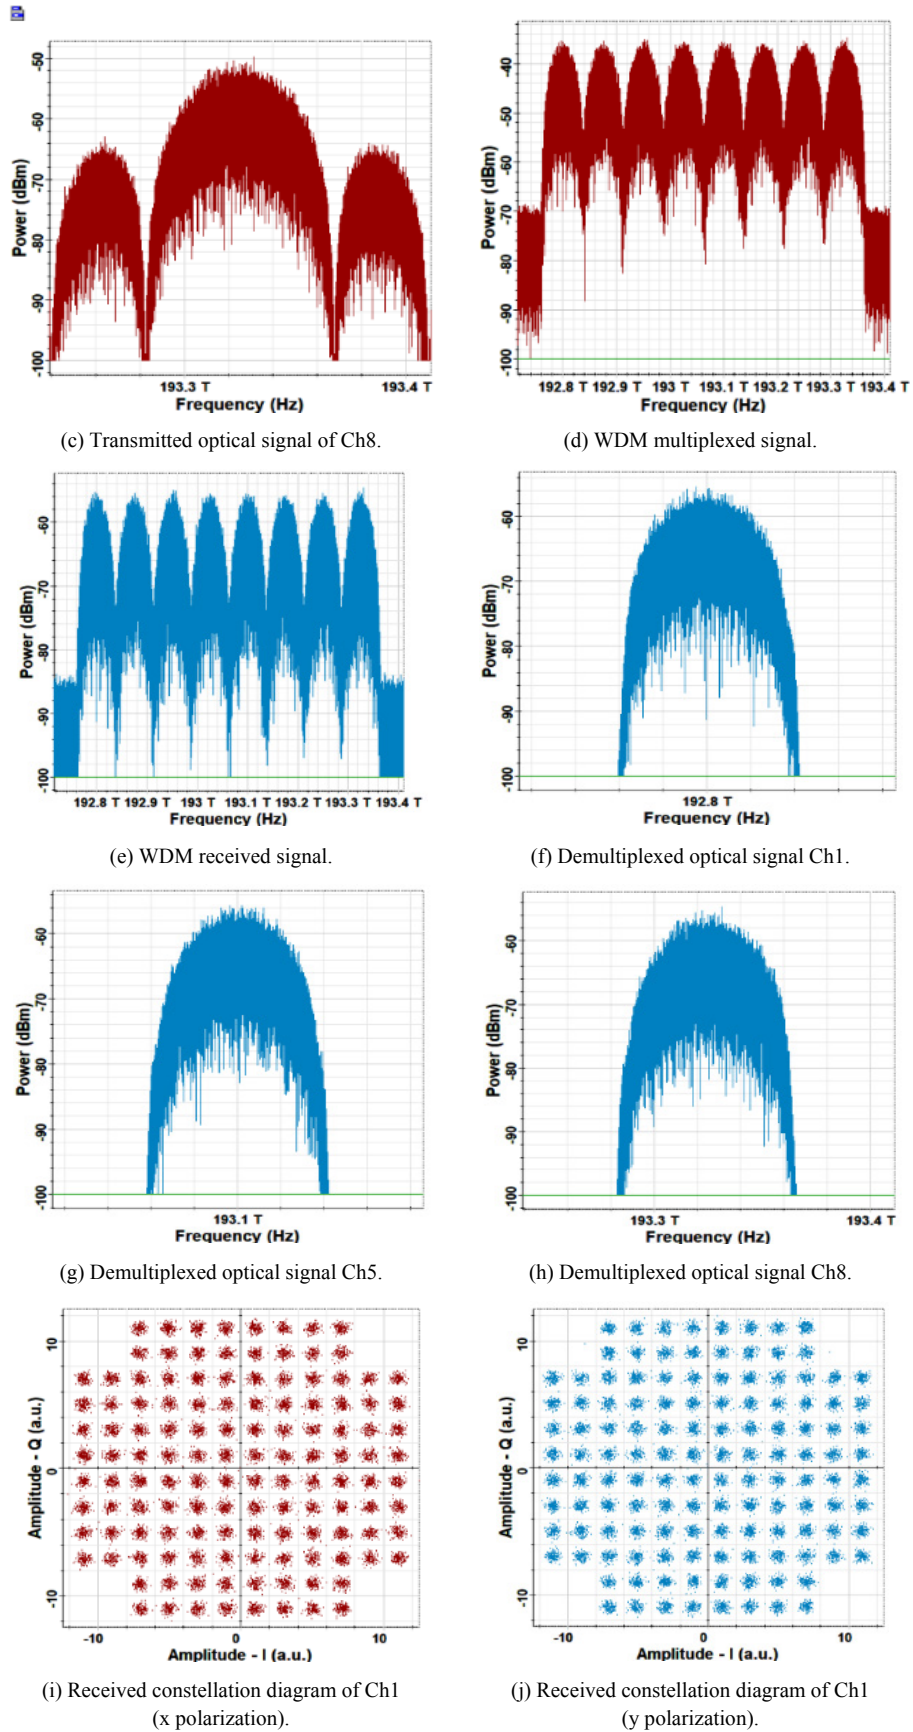 -50
-60
-70
-80
-90
-100
Power (dBm)
193.3 T
193.4 T
Frequency (Hz)
(c) Transmitted optical signal of Ch8.
-40
-50
-60
-70
-80
-90
-100
Power (dBm)
192.8 T 192.9 T 193 T 193.1 T 193.2 T 193.3 T 193.4 T
Frequency (Hz)
(d) WDM multiplexed signal.
-60
-70
-80
-90
-100
Power (dBm)
192.8 T 192.9 T 193 T 193.1 T 193.2 T 193.3 T 193.4 T
Frequency (Hz)
(e) WDM received signal.
-60
-70
-80
-90
-100
Power (dBm)
192.8 T
Frequency (Hz)
(f) Demultiplexed optical signal Ch1.
-60
-70
-80
-90
-100
Power (dBm)
193.1 T
Frequency (Hz)
(g) Demultiplexed optical signal Ch5.
-60
-70
-80
-90
-100
Power (dBm)
193.3 T
193.4 T
Frequency (Hz)
(h) Demultiplexed optical signal Ch8.
10
0
-10
Amplitude - Q (a.u.)
-10 0 10
Amplitude - I (a.u.)
(i) Received constellation diagram of Ch1
(x polarization).
10
0
-10
Amplitude - Q (a.u.)
-10 0 10
Amplitude - I (a.u.)
(j) Received constellation diagram of Ch1
(y polarization).